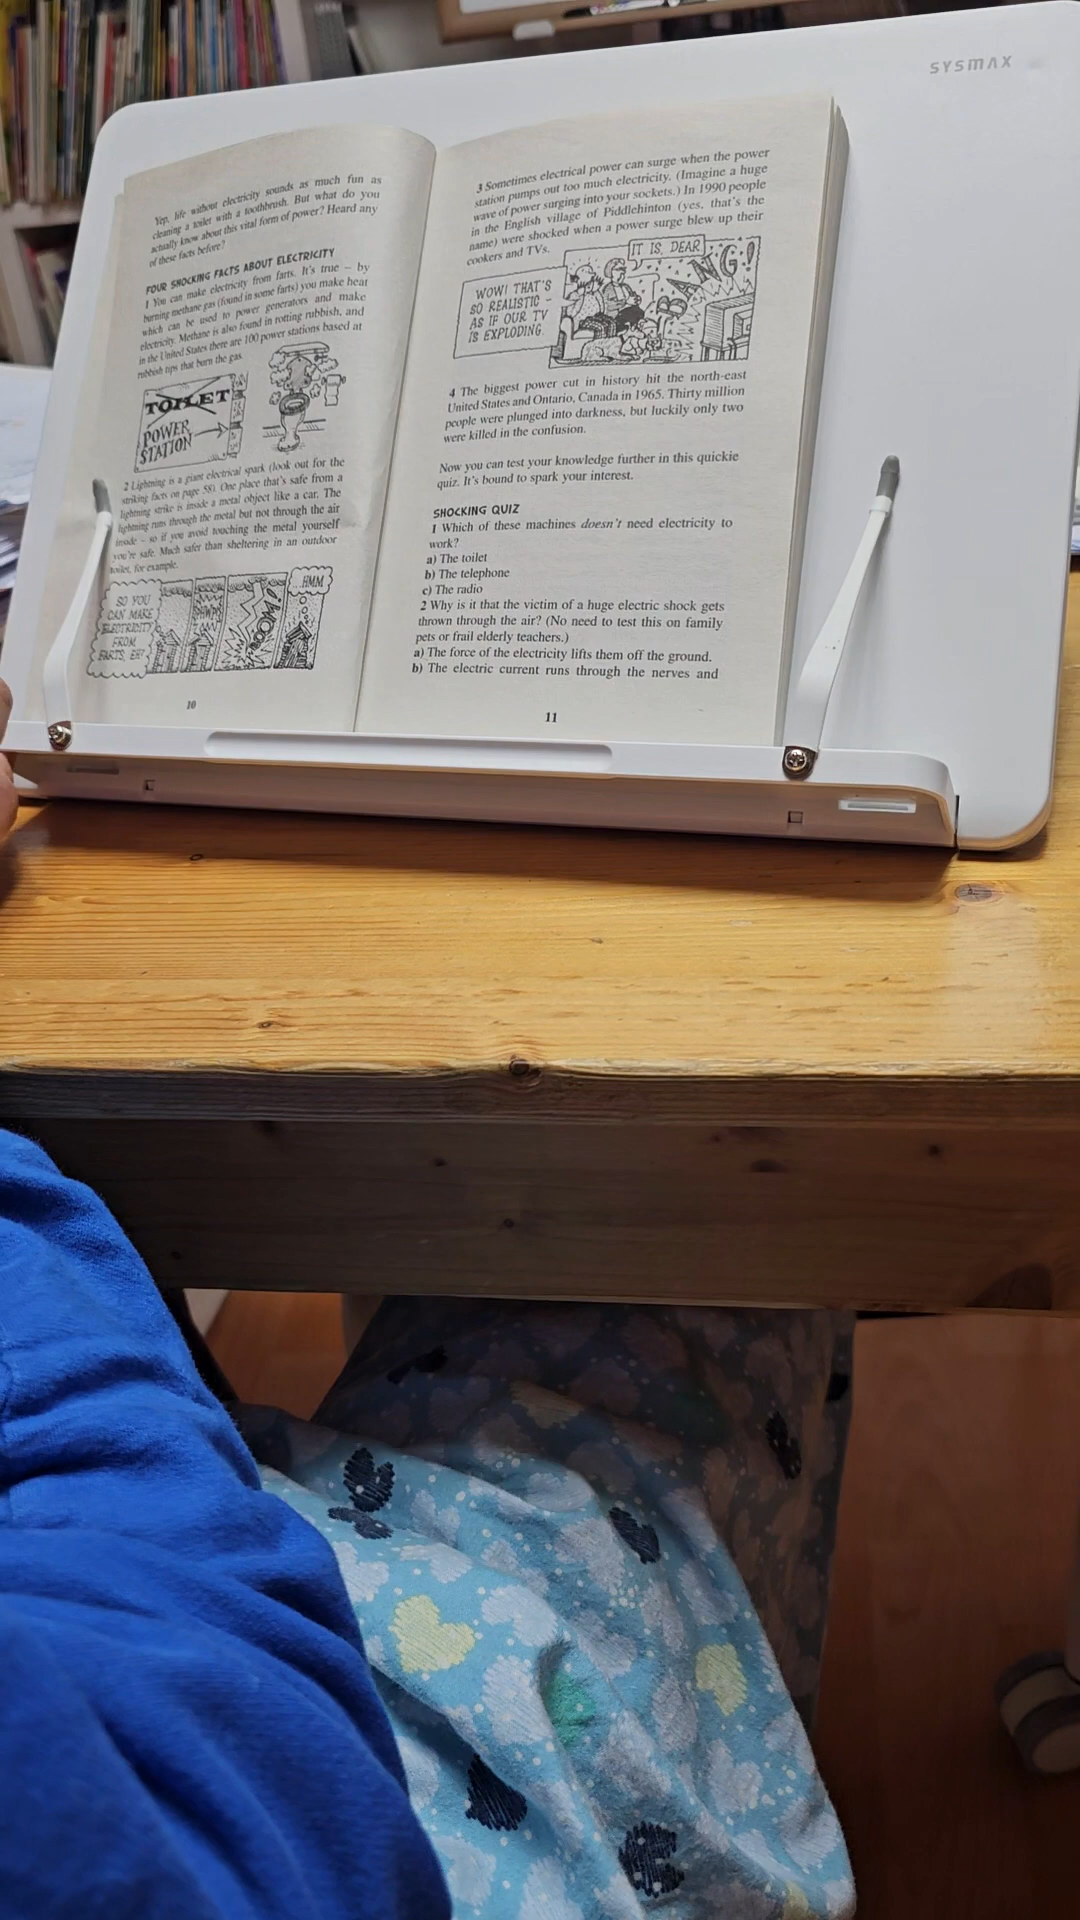 SYSMAX
Yep, life without electricity sounds as much fun as
cleaning a toilet with a toothbrush. But what do you
actually know about this vital form of power? Heard any
of these facts before?
FOUR SHOCKING FACTS ABOUT ELECTRICITY
1 You can make electricity from farts. It's true – by
burning methane gas (found in some farts) you make heat
which can be used to power generators and make
electricity. Methane is also found in rotting rubbish, and
in the United States there are 100 power stations based at
rubbish tips that burn the gas.
TOILET
POWER
STATION
2 Lightning is a giant electrical spark (look out for the
striking facts on page 58). One place that's safe from a
lightning strike is inside a metal object like a car. The
lightning runs through the metal but not through the air
inside – so if you avoid touching the metal yourself
you're safe. Much safer than sheltering in an outdoor
toilet, for example.
SO YOU
CAN MAKE
ELECTRICITY
FROM
FARTS, EH?
WOOF!
...HMM
10
3 Sometimes electrical power can surge when the power
station pumps out too much electricity. (Imagine a huge
wave of power surging into your sockets.) In 1990 people
in the English village of Piddlehinton (yes, that's the
name) were shocked when a power surge blew up their
cookers and TVs.
IT IS, DEAR
BANG!
WOW! THAT'S
SO REALISTIC –
AS IF OUR TV
IS EXPLODING.
4 The biggest power cut in history hit the north-east
United States and Ontario, Canada in 1965. Thirty million
people were plunged into darkness, but luckily only two
were killed in the confusion.
Now you can test your knowledge further in this quickie
quiz. It's bound to spark your interest.
SHOCKING QUIZ
1 Which of these machines doesn't need electricity to
work?
a) The toilet
b) The telephone
c) The radio
2 Why is it that the victim of a huge electric shock gets
thrown through the air? (No need to test this on family
pets or frail elderly teachers.)
a) The force of the electricity lifts them off the ground.
b) The electric current runs through the nerves and
11